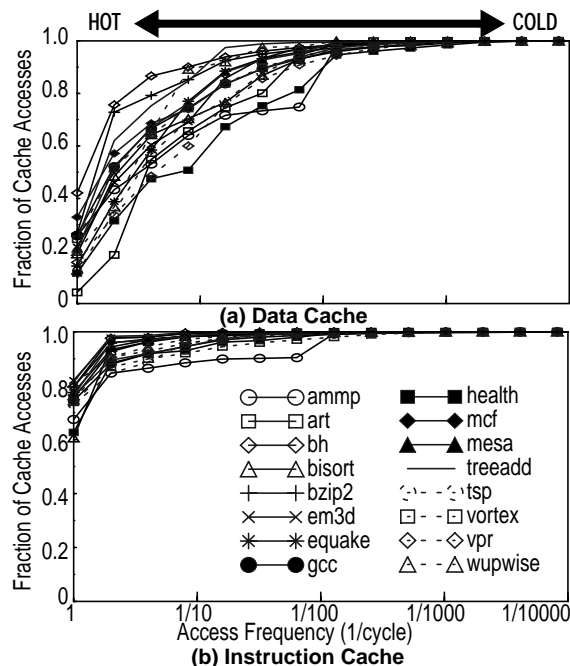 HOT COLD
1.0
0.8
0.6
0.4
0.2
0
Fraction of Cache Accesses
(a) Data Cache
1.0
0.8
0.6
0.4
0.2
0
Fraction of Cache Accesses
ammp health
art mcf
bh mesa
bisort treeadd
bzip2 tsp
em3d vortex
equake vpr
gcc wupwise
1 1/10 1/100 1/1000 1/10000
Access Frequency (1/cycle)
(b) Instruction Cache